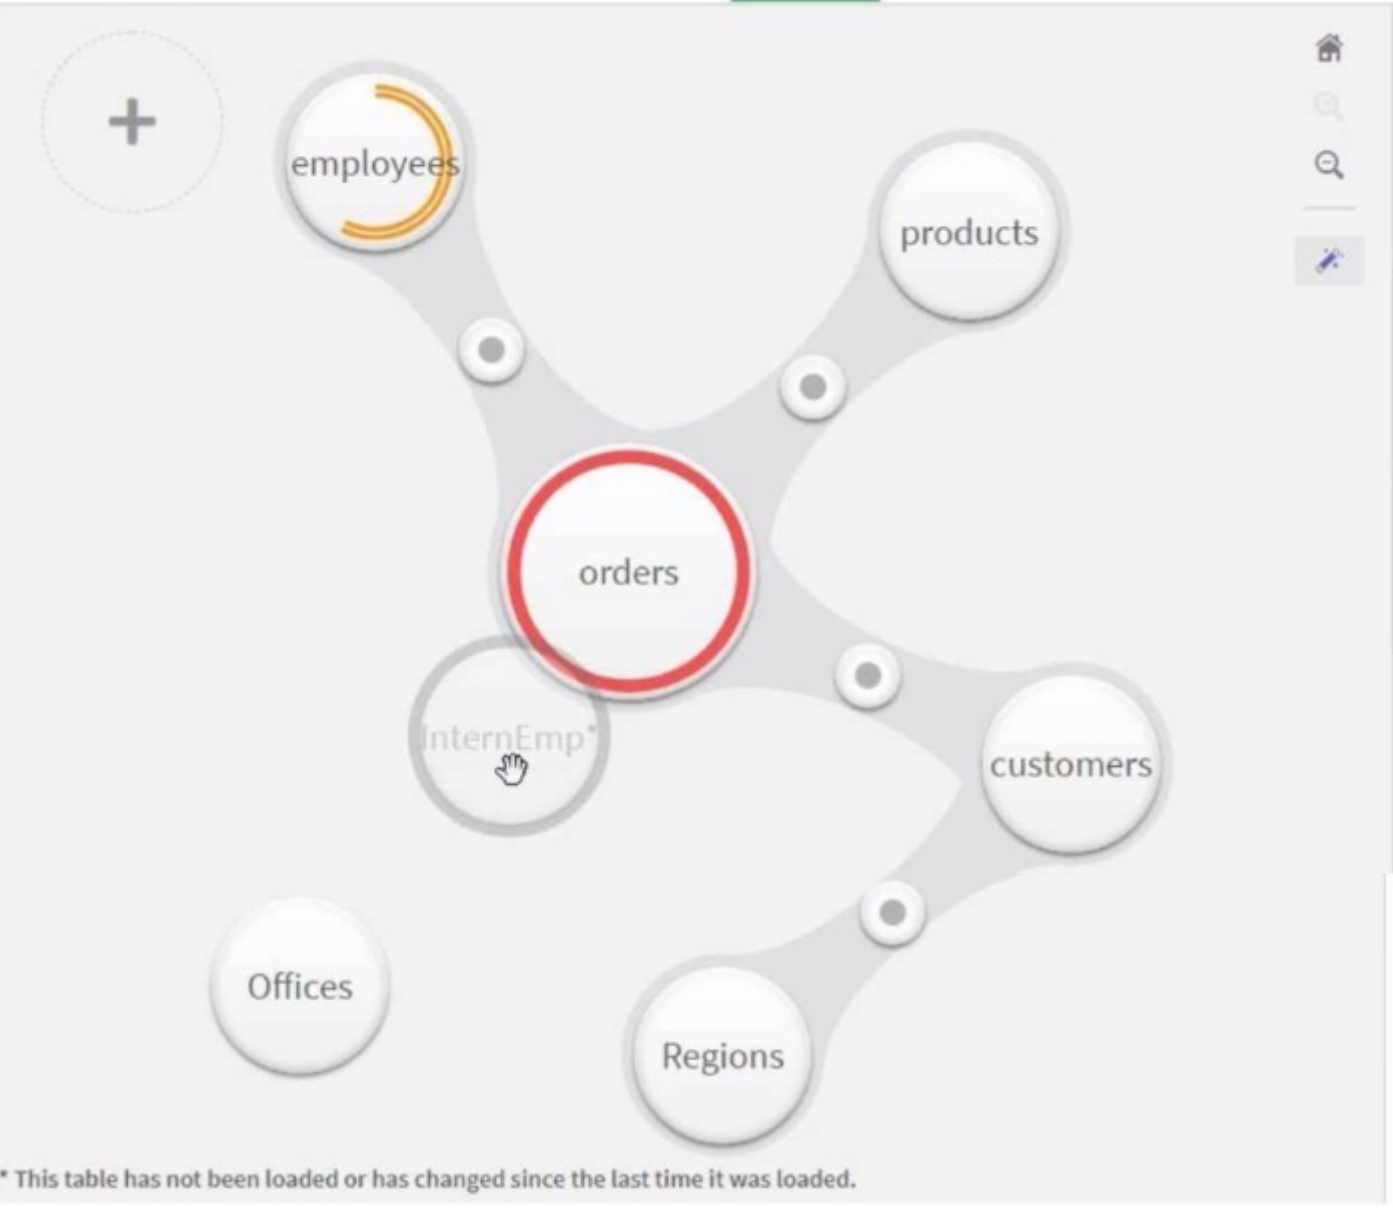 employees
products
orders
InternEmp*
customers
Offices
Regions
* This table has not been loaded or has changed since the last time it was loaded.